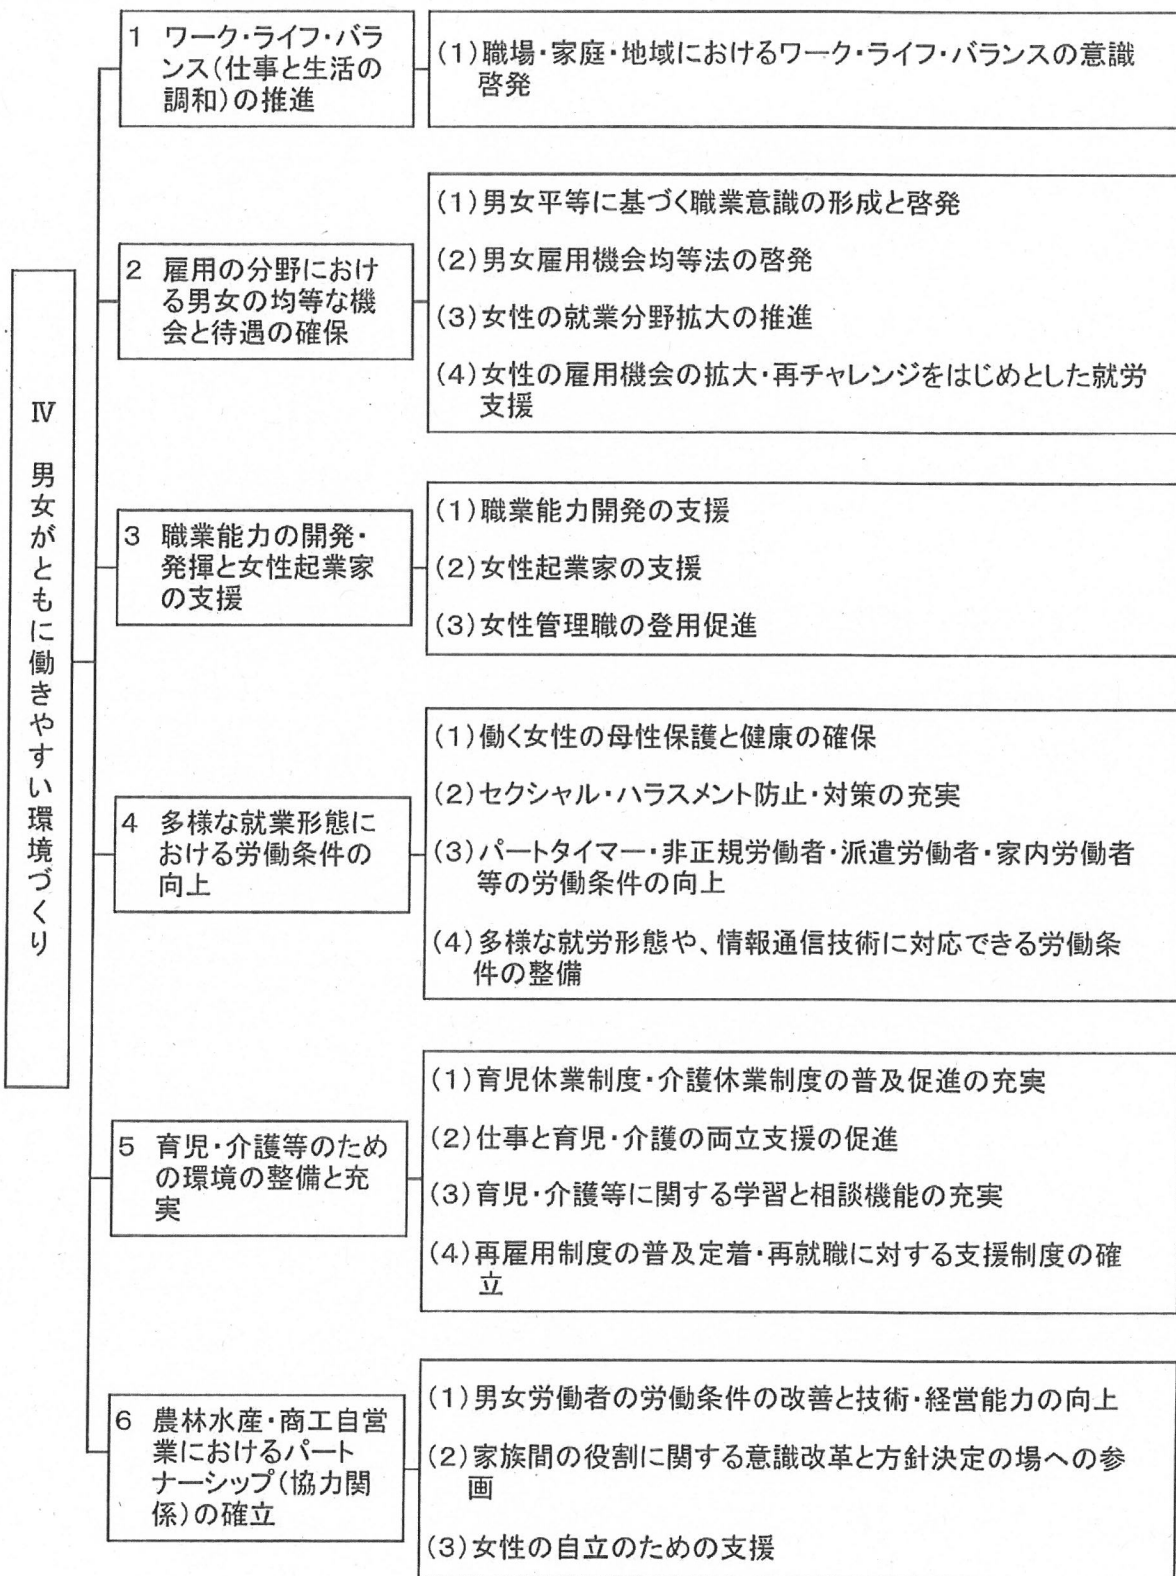 Ⅳ 男女がともに働きやすい環境づくり
1 ワーク・ライフ・バラ
ンス(仕事と生活の
調和)の推進
(1)職場・家庭・地域におけるワーク・ライフ・バランスの意識
啓発
2 雇用の分野におけ
る男女の均等な機
会と待遇の確保
(1)男女平等に基づく職業意識の形成と啓発
(2)男女雇用機会均等法の啓発
(3)女性の就業分野拡大の推進
(4)女性の雇用機会の拡大・再チャレンジをはじめとした就労
支援
3 職業能力の開発・
発揮と女性起業家
の支援
(1)職業能力開発の支援
(2)女性起業家の支援
(3)女性管理職の登用促進
4 多様な就業形態に
おける労働条件の
向上
(1)働く女性の母性保護と健康の確保
(2)セクシャル・ハラスメント防止・対策の充実
(3)パートタイマー・非正規労働者・派遣労働者・家内労働者
等の労働条件の向上
(4)多様な就労形態や、情報通信技術に対応できる労働条
件の整備
5 育児・介護等のため
の環境の整備と充
実
(1)育児休業制度・介護休業制度の普及促進の充実
(2)仕事と育児・介護の両立支援の促進
(3)育児・介護等に関する学習と相談機能の充実
(4)再雇用制度の普及定着・再就職に対する支援制度の確
立
6 農林水産・商工自営
業におけるパート
ナーシップ(協力関
係)の確立
(1)男女労働者の労働条件の改善と技術・経営能力の向上
(2)家族間の役割に関する意識改革と方針決定の場への参
画
(3)女性の自立のための支援